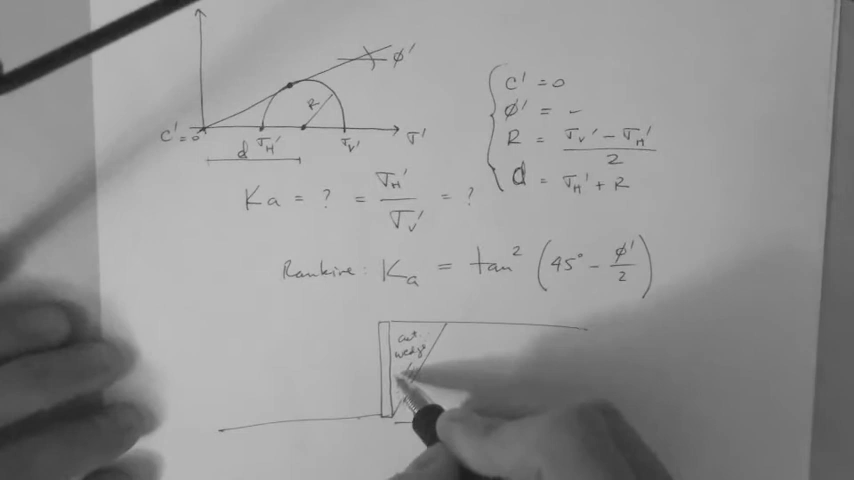 φ'
R
C'=0
σH'
σV'
σ'
d
C' = 0
φ' = -
R = (σV' - σH')/2
d = σH' + R
Ka = ? = σH'/σV' = ?
Rankine: Ka = tan² (45° - φ'/2)
act.
wedge